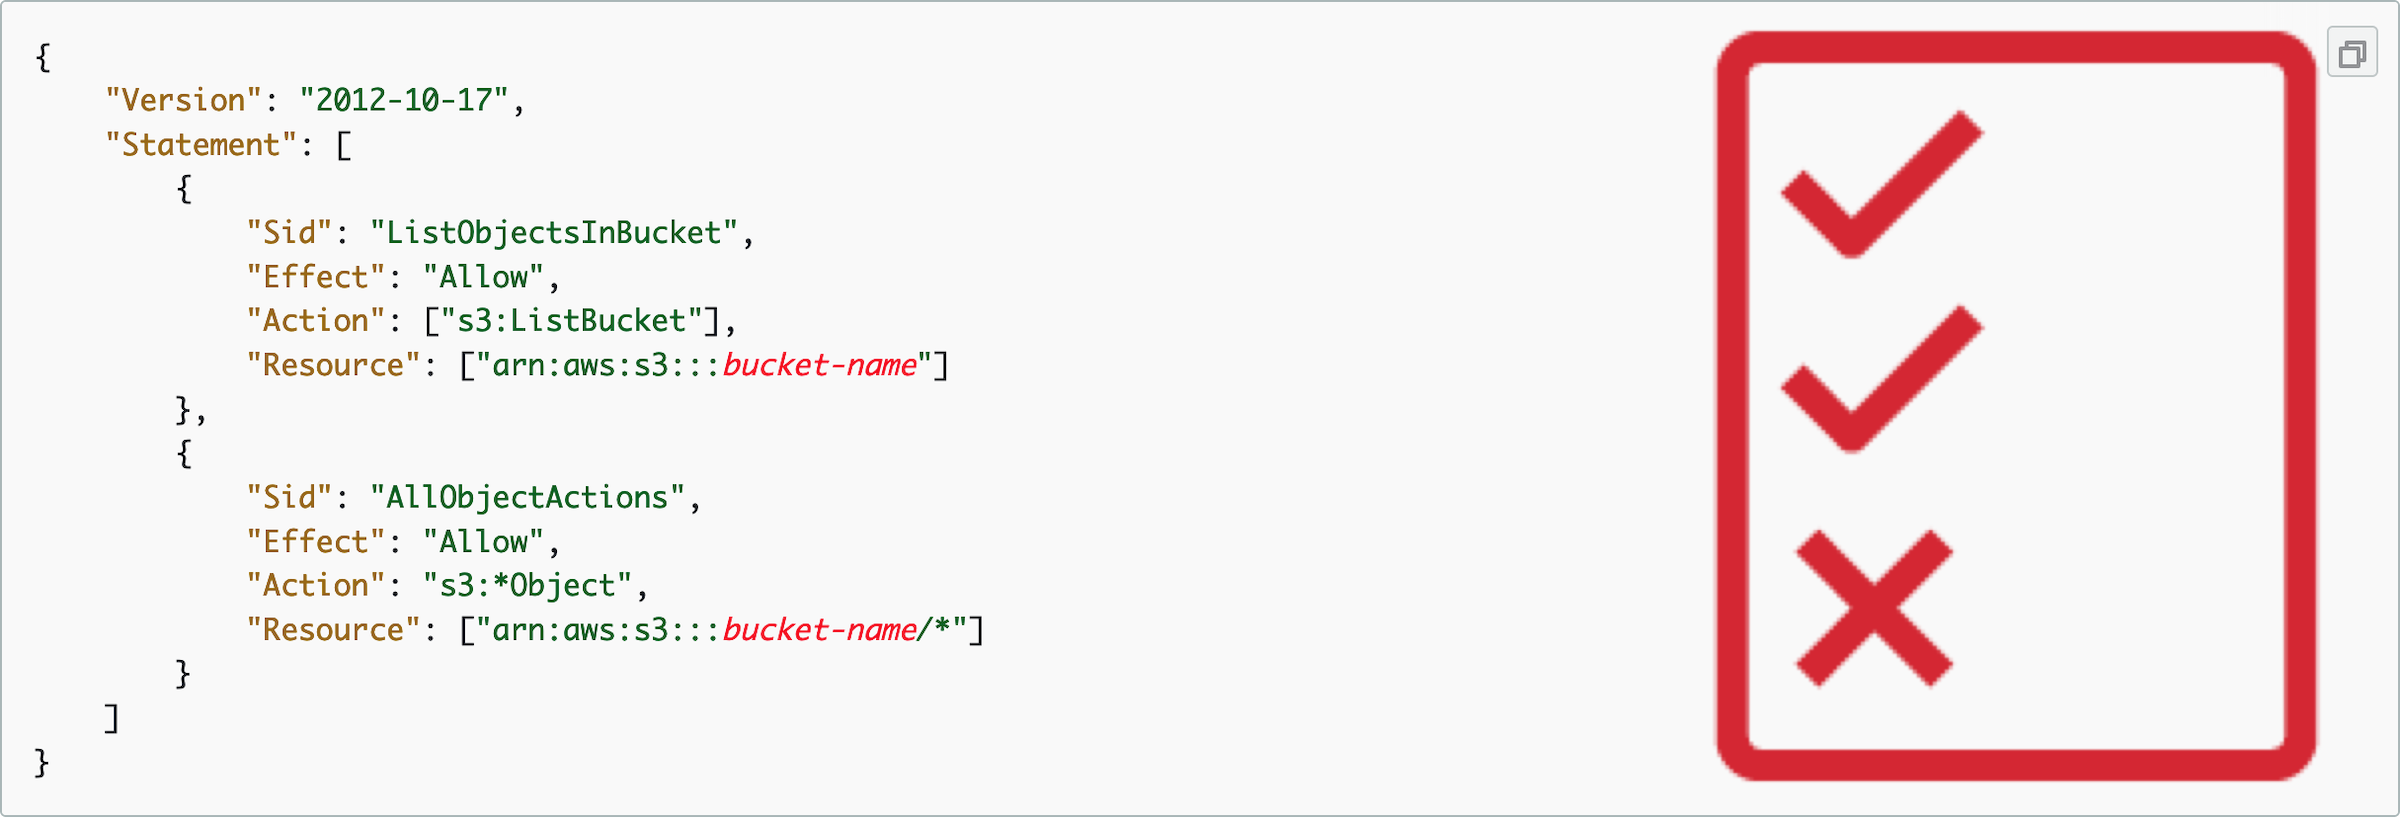 {
    "Version": "2012-10-17",
    "Statement": [
        {
            "Sid": "ListObjectsInBucket",
            "Effect": "Allow",
            "Action": ["s3:ListBucket"],
            "Resource": ["arn:aws:s3:::bucket-name"]
        },
        {
            "Sid": "AllObjectActions",
            "Effect": "Allow",
            "Action": "s3:*Object",
            "Resource": ["arn:aws:s3:::bucket-name/*"]
        }
    ]
}